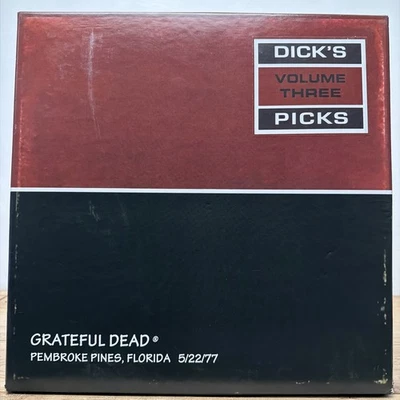 DICK'S
VOLUME
THREE
PICKS
GRATEFUL DEAD®
PEMBROKE PINES, FLORIDA 5/22/77